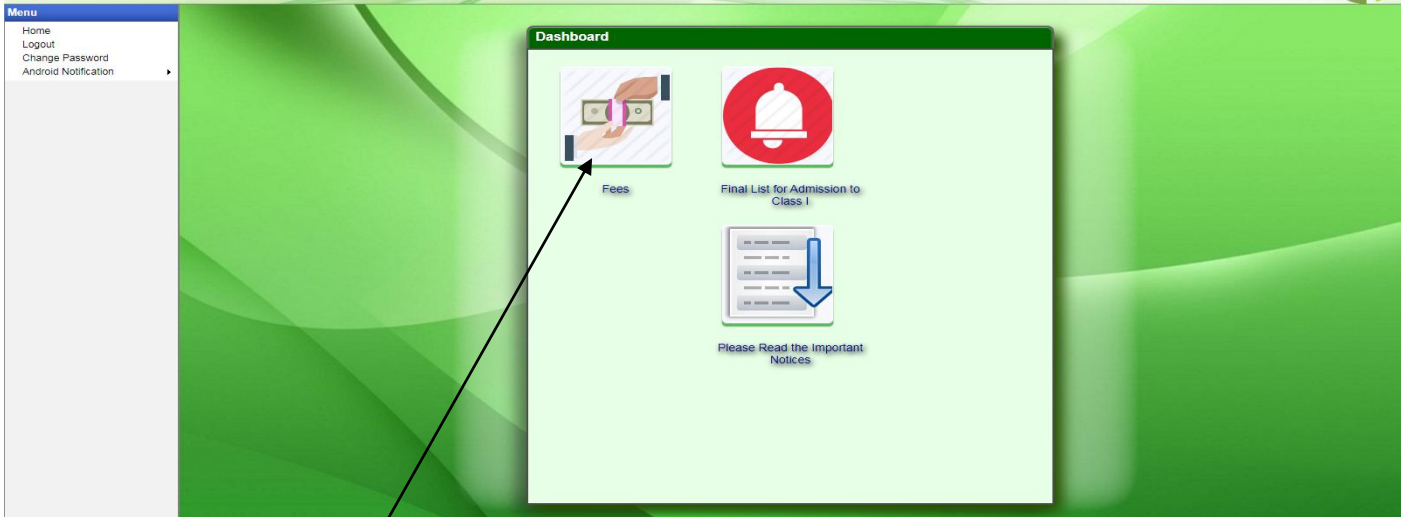 Menu
Home
Logout
Change Password
Android Notification
Dashboard
Fees
Final List for Admission to
Class I
Please Read the Important
Notices